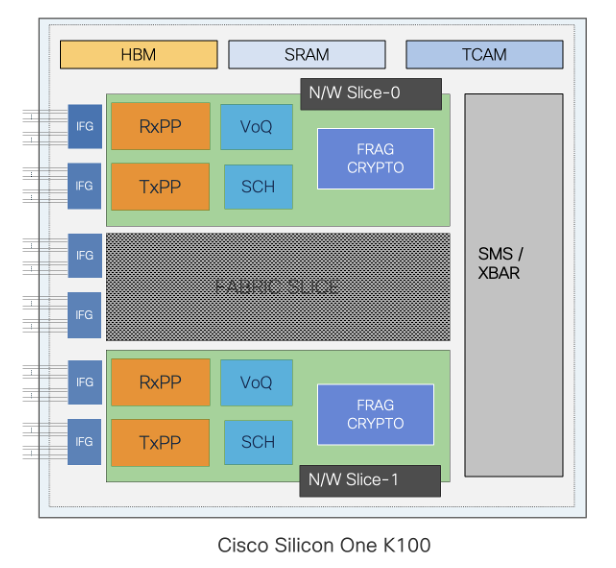 HBM
SRAM
TCAM
N/W Slice-0
IFG
RxPP
VoQ
FRAG
CRYPTO
IFG
TxPP
SCH
IFG
FABRIC SLICE
SMS /
XBAR
IFG
IFG
RxPP
VoQ
FRAG
CRYPTO
IFG
TxPP
SCH
N/W Slice-1
Cisco Silicon One K100